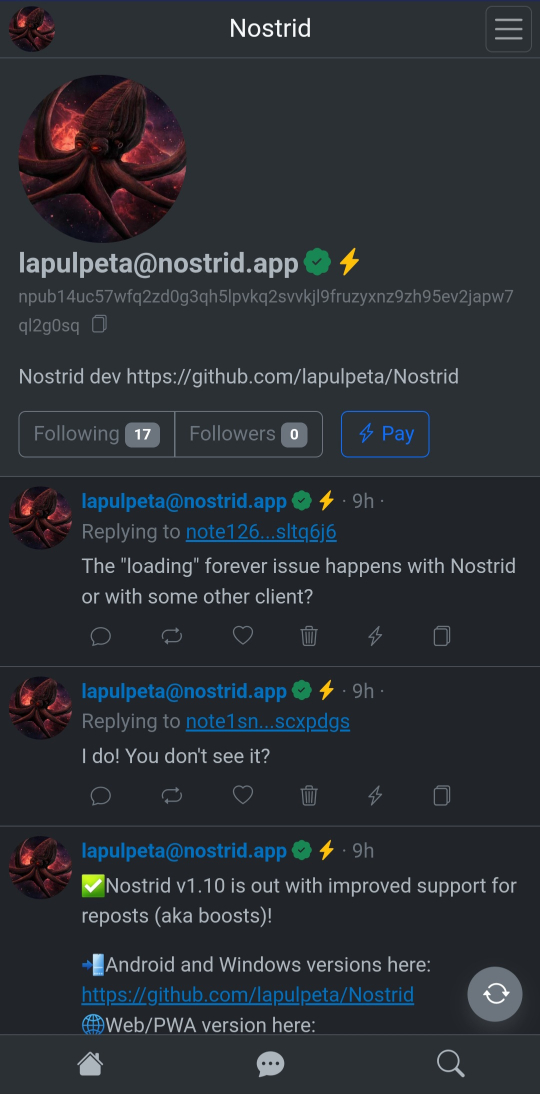 Nostrid
lapulpeta@nostrid.app
npub14uc57wfq2zd0g3qh5lpvkq2svvkjl9fruzyxnz9zh95ev2japw7
ql2g0sq
Nostrid dev https://github.com/lapulpeta/Nostrid
Following 17 Followers 0 Pay
lapulpeta@nostrid.app · 9h ·
Replying to note126...sltq6j6
The "loading" forever issue happens with Nostrid
or with some other client?
lapulpeta@nostrid.app · 9h ·
Replying to note1sn...scxpdgs
I do! You don't see it?
lapulpeta@nostrid.app · 9h
✅Nostrid v1.10 is out with improved support for
reposts (aka boosts)!
📲Android and Windows versions here:
https://github.com/lapulpeta/Nostrid
🌐Web/PWA version here: